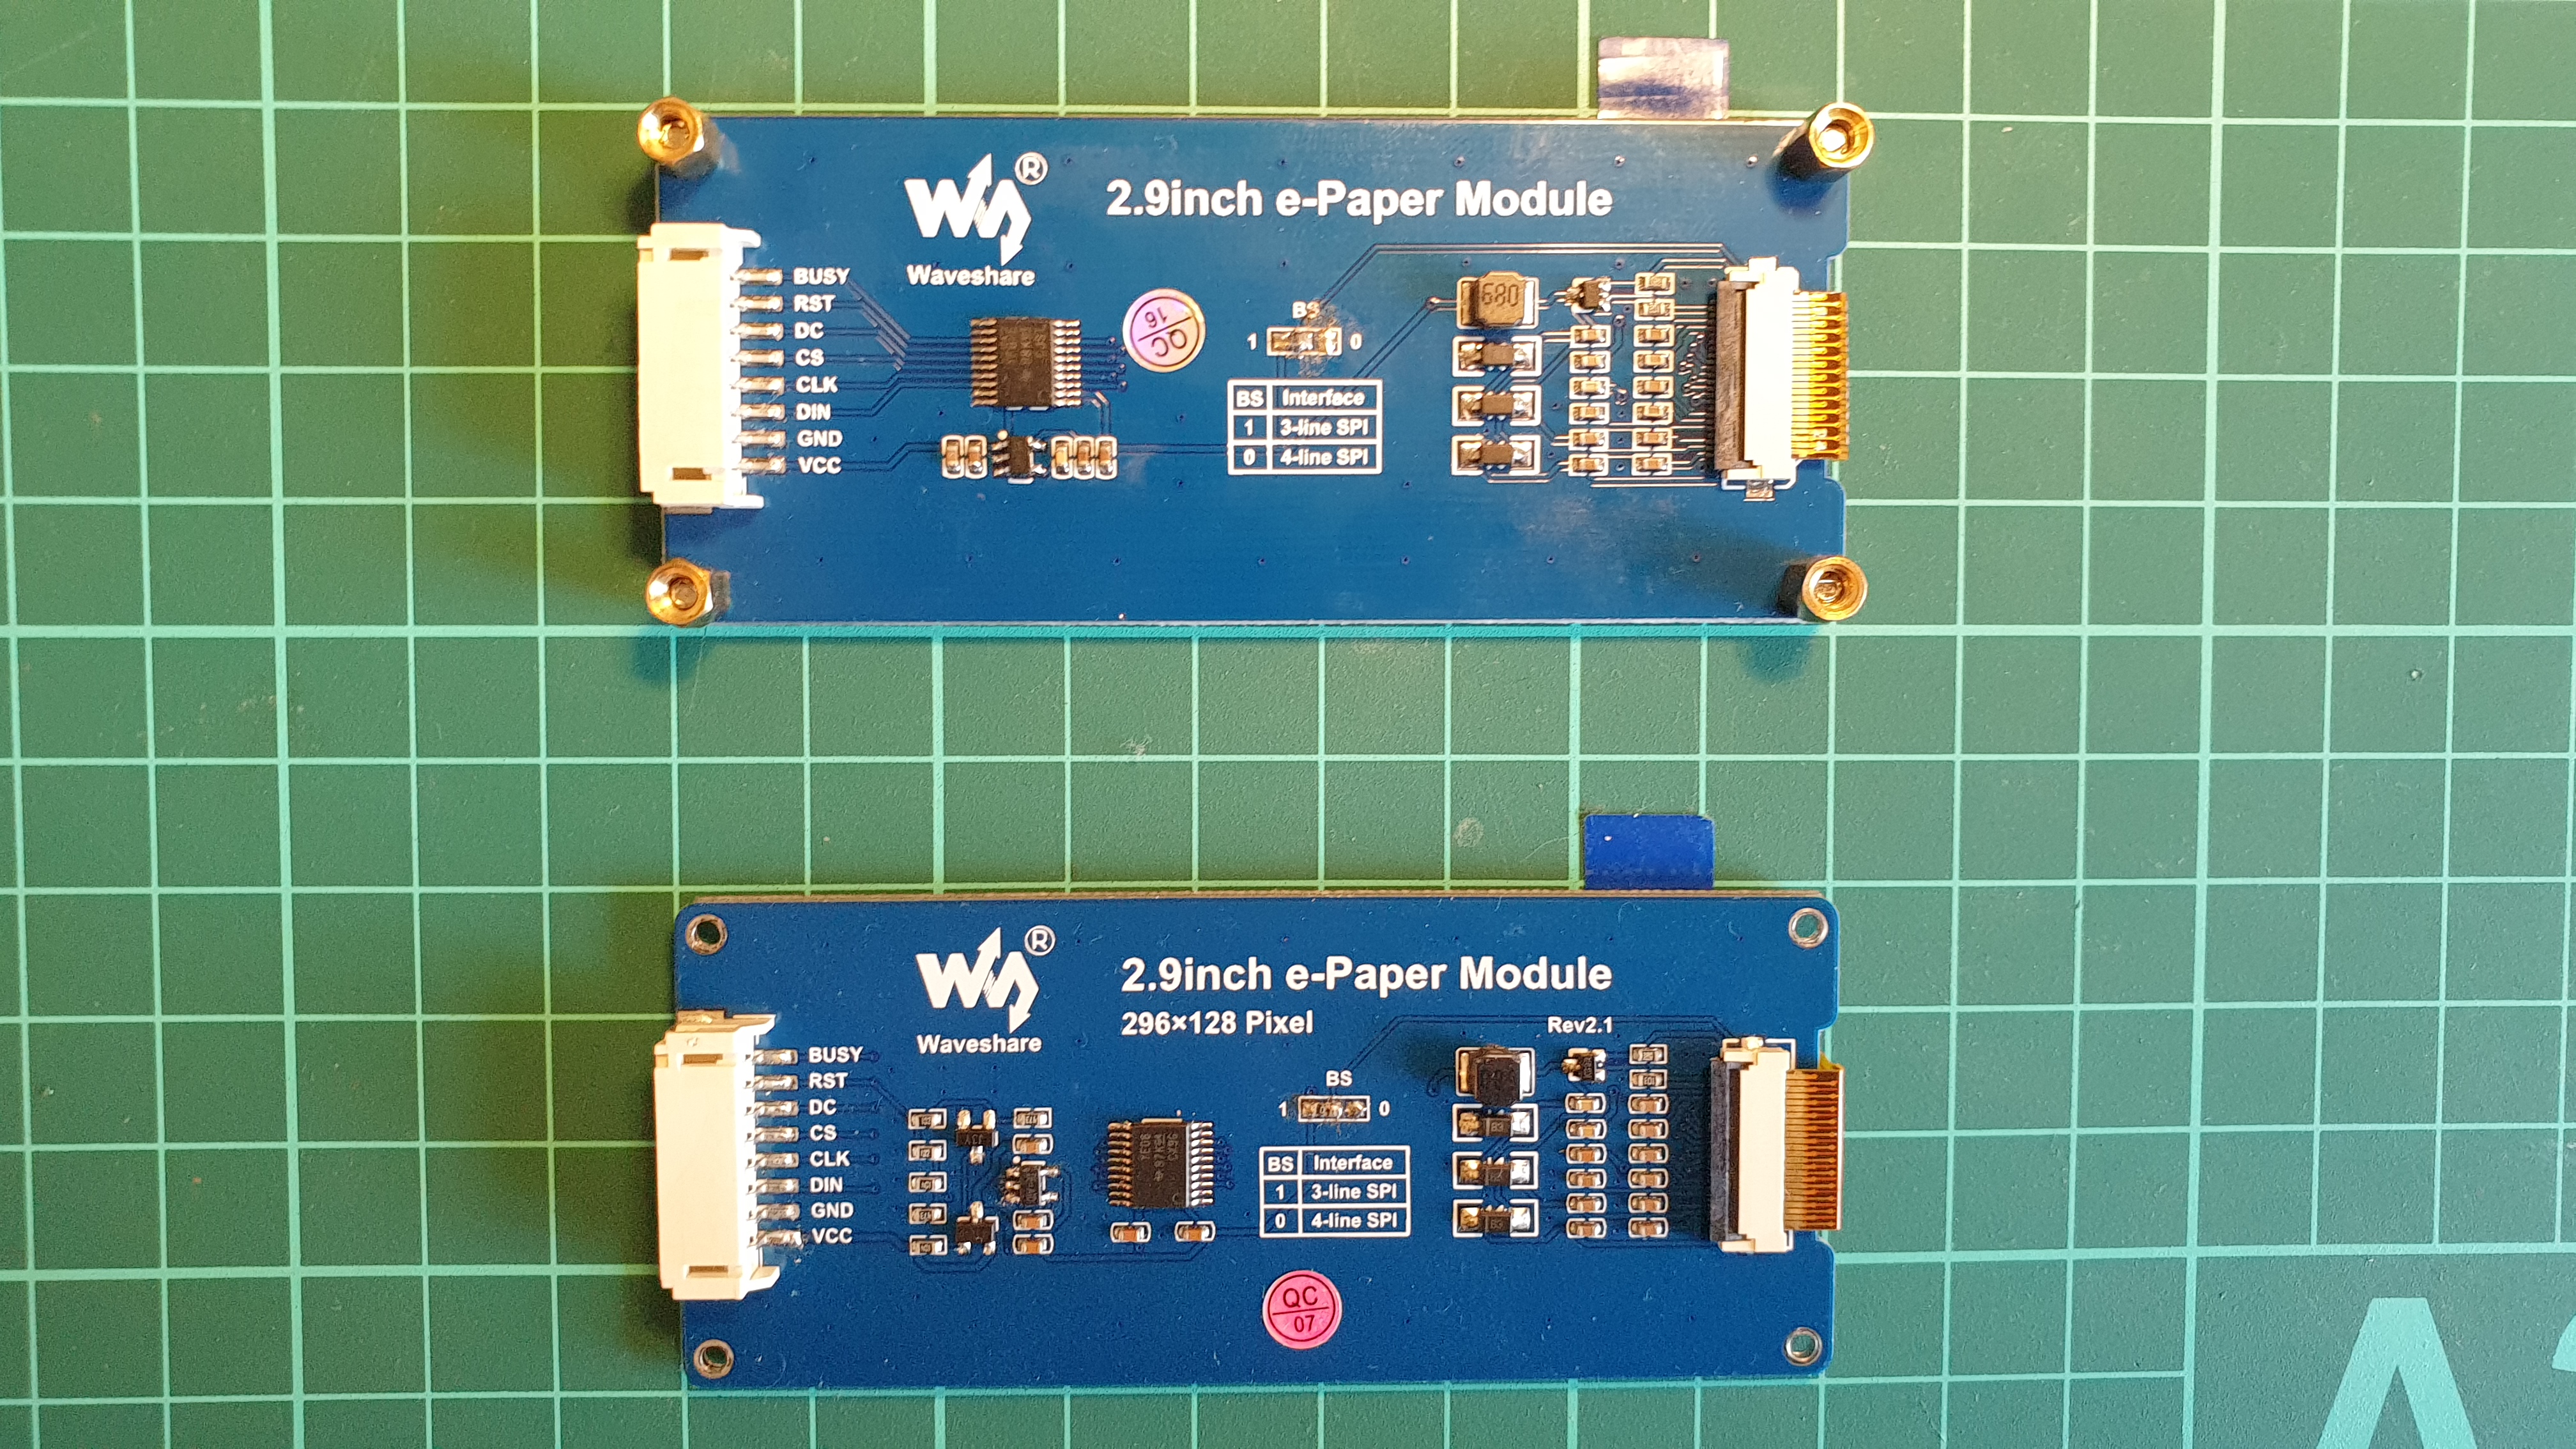 WA®
Waveshare
2.9inch e-Paper Module
BUSY
RST
DC
CS
CLK
DIN
GND
VCC
QC
16
BS
1 0
BS Interface
1 3-line SPI
0 4-line SPI
680
®
Waveshare
2.9inch e-Paper Module
296×128 Pixel
Rev2.1
BUSY
RST
DC
CS
CLK
DIN
GND
VCC
BS
1 0
BS Interface
1 3-line SPI
0 4-line SPI
QC
07